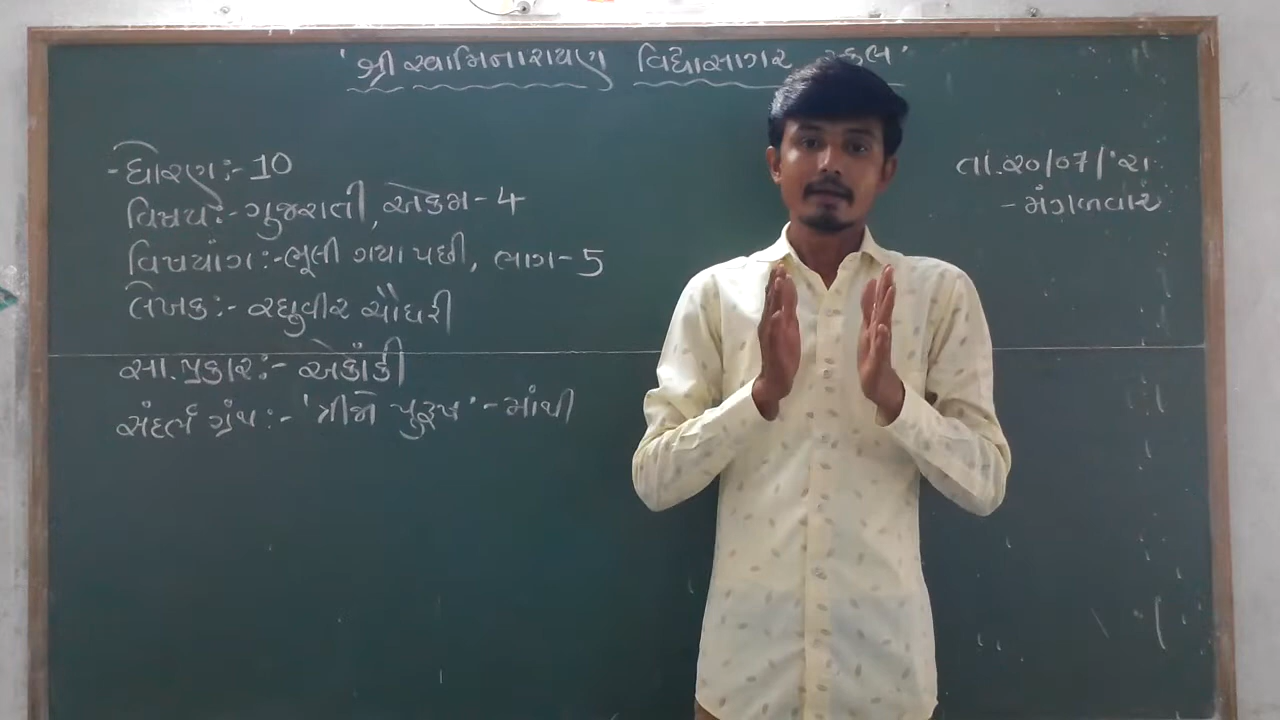 'શ્રી સ્વામિનારાયણ વિદ્યાસાગર સ્કૂલ'
-ધોરણ:- 10
વિષય:- ગુજરાતી, એકમ - 4
વિષયાંગ:- ભૂલી ગયા પછી, ભાગ - 5
લેખક:- રઘુવીર ચૌધરી
સા.પ્રકાર:- એકાંકી
સંદર્ભ ગ્રંથ:- 'ત્રીજો પુરૂષ' - માંથી
તા.૨૦/૦7/'૨૧
- મંગળવાર